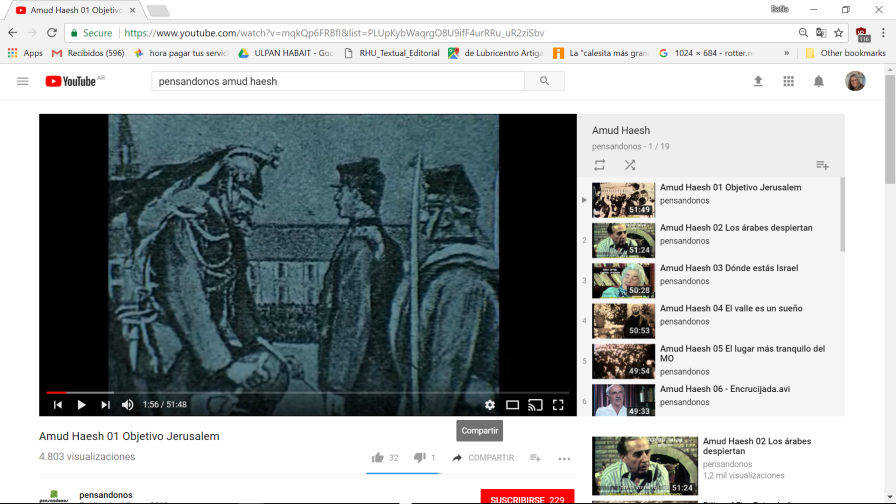 Amud Haesh 01 Objetivo
BaGa
Secure
https://www.youtube.com/watch?v=mqkQp6FRBfI&list=PLUpKybWaqrgO8U9ifF4urRRu_uR2ziSbv
116
Apps
Recibidos (596)
hora pagar tus servici
ULPAN HABAIT - Goo
RHU_Textual_Editorial
de Lubricentro Artiga
La "calesita más gran
1024 × 684 - rotter.n
Other bookmarks
YouTube AR
pensandonos amud haesh
Amud Haesh
pensandonos - 1 / 19
Amud Haesh 01 Objetivo Jerusalem
pensandonos
51:49
2
Amud Haesh 02 Los árabes despiertan
pensandonos
51:24
3
Amud Haesh 03 Dónde estás Israel
pensandonos
50:28
4
Amud Haesh 04 El valle es un sueño
pensandonos
50:53
5
Amud Haesh 05 El lugar más tranquilo del
MO
pensandonos
49:54
6
Amud Haesh 06 - Encrucijada.avi
pensandonos
49:33
1:56 / 51:48
Compartir
Amud Haesh 01 Objetivo Jerusalem
4.803 visualizaciones
32
1
COMPARTIR
pensandonos
pensandonos
SUSCRIBIRSE 229
Amud Haesh 02 Los árabes
despiertan
pensandonos
1,2 mil visualizaciones
51:24